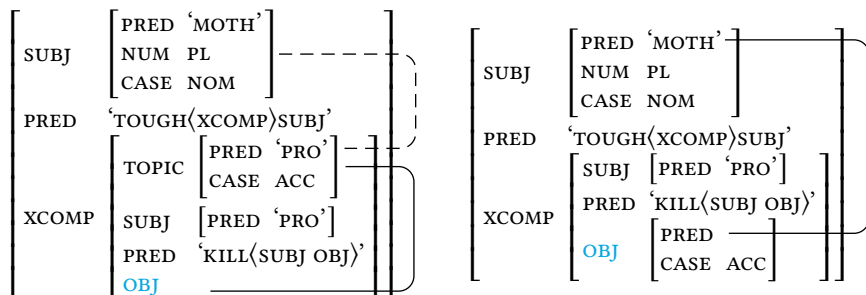 SUBJ
PRED ‘MOTH’
NUM PL
CASE NOM
PRED ‘TOUGH⟨XCOMP⟩SUBJ’
XCOMP
TOPIC
PRED ‘PRO’
CASE ACC
SUBJ [PRED ‘PRO’]
PRED ‘KILL⟨SUBJ OBJ⟩’
OBJ
SUBJ
PRED ‘MOTH’
NUM PL
CASE NOM
PRED ‘TOUGH⟨XCOMP⟩SUBJ’
XCOMP
SUBJ [PRED ‘PRO’]
PRED ‘KILL⟨SUBJ OBJ⟩’
OBJ
PRED
CASE ACC